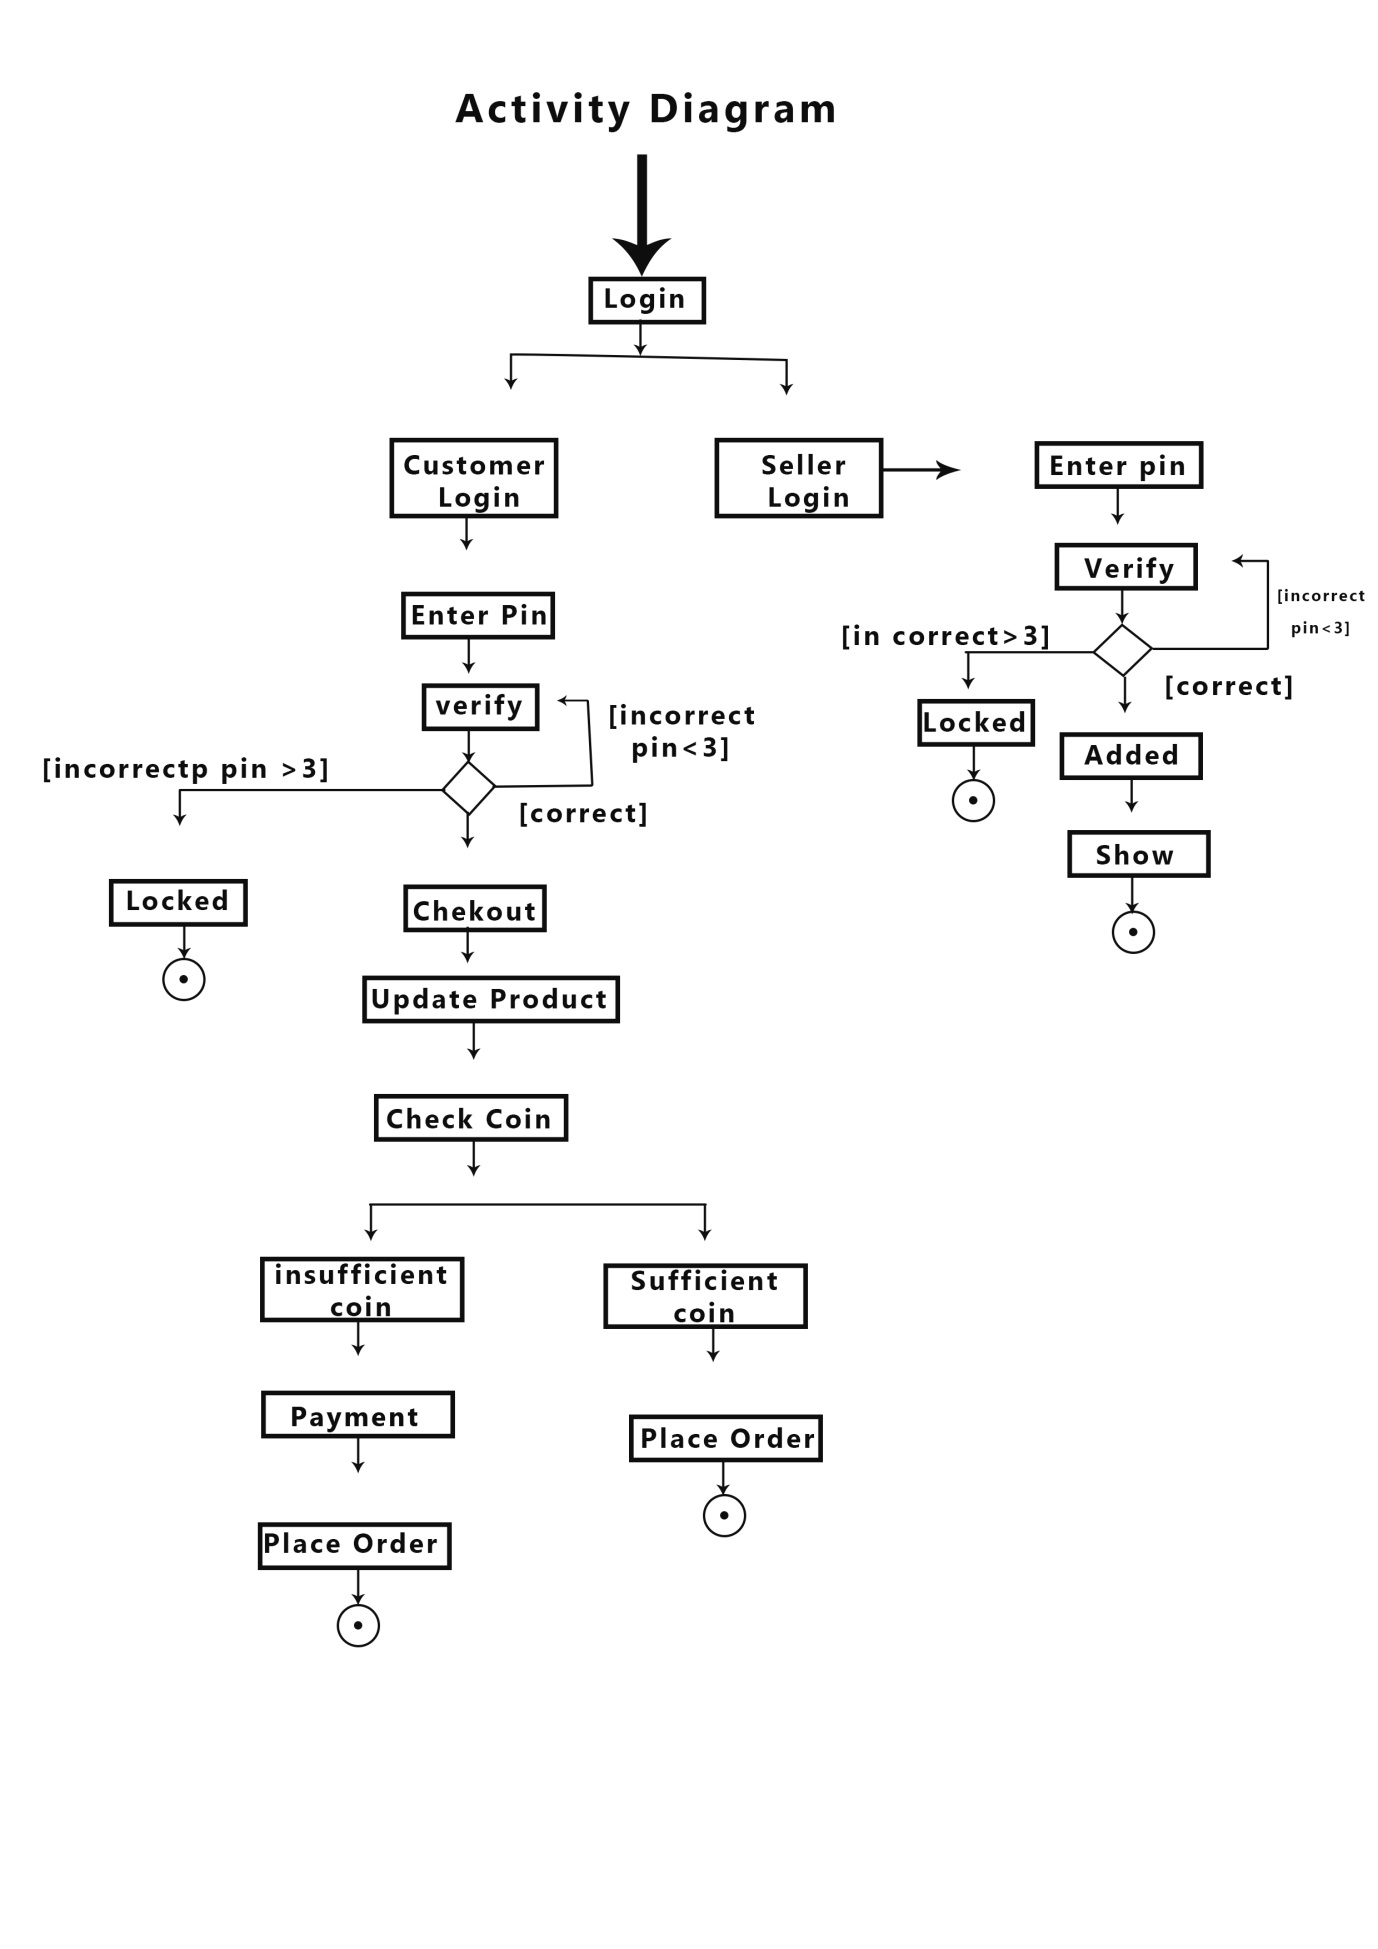 Activity Diagram
Login
Customer
Login
Seller
Login
Enter pin
Verify
[incorrect
pin<3]
[in correct>3]
[correct]
Locked
Added
Show
Enter Pin
verify
[incorrect
pin<3]
[incorrectp pin >3]
[correct]
Locked
Chekout
Update Product
Check Coin
insufficient
coin
Sufficient
coin
Payment
Place Order
Place Order